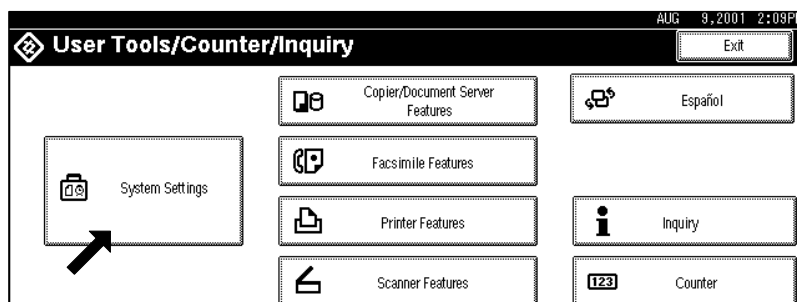 AUG 9,2001 2:09P
User Tools/Counter/Inquiry
Exit
Copier/Document Server
Features
Español
Facsimile Features
System Settings
Printer Features
Inquiry
Scanner Features
123
Counter